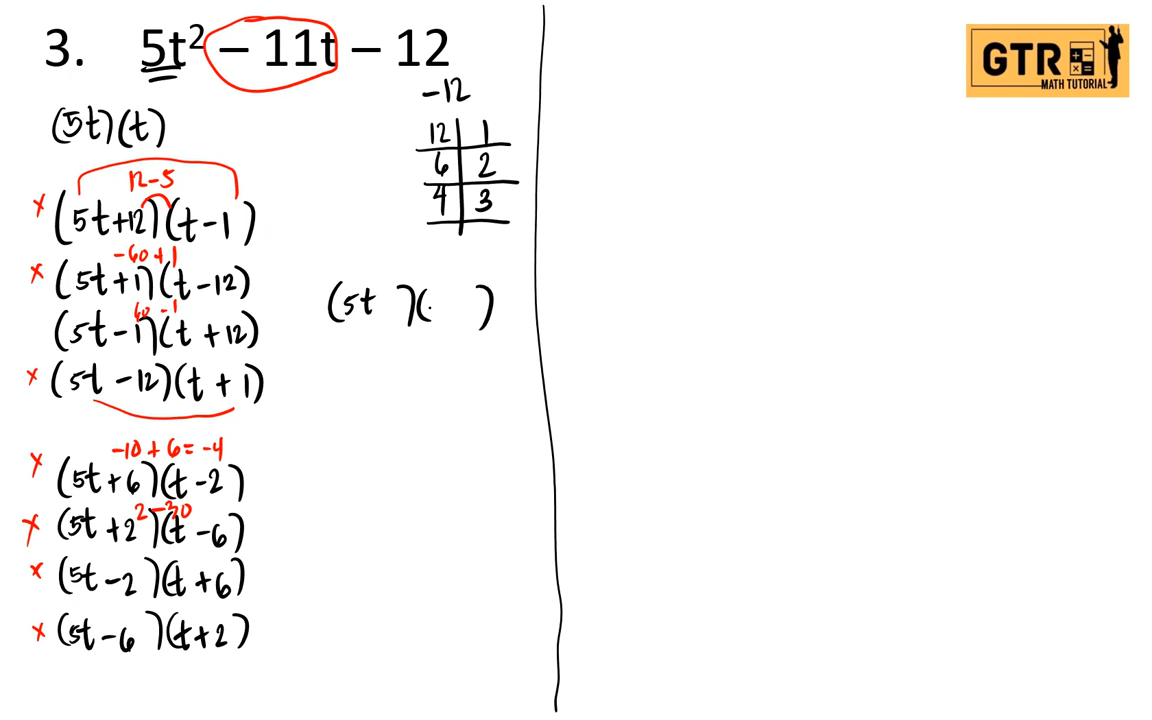 3. 5t² – 11t – 12
GTR
MATH TUTORIAL
-12
(5t)(t)
12 | 1
6 | 2
4 | 3
12-5
x (5t+12)(t-1)
-60+1
x (5t+1)(t-12)
60-1
(5t-1)(t+12)
x (5t-12)(t+1)
(5t )( )
-10+6=-4
x (5t+6)(t-2)
2-30
x (5t+2)(t-6)
x (5t-2)(t+6)
x (5t-6)(t+2)